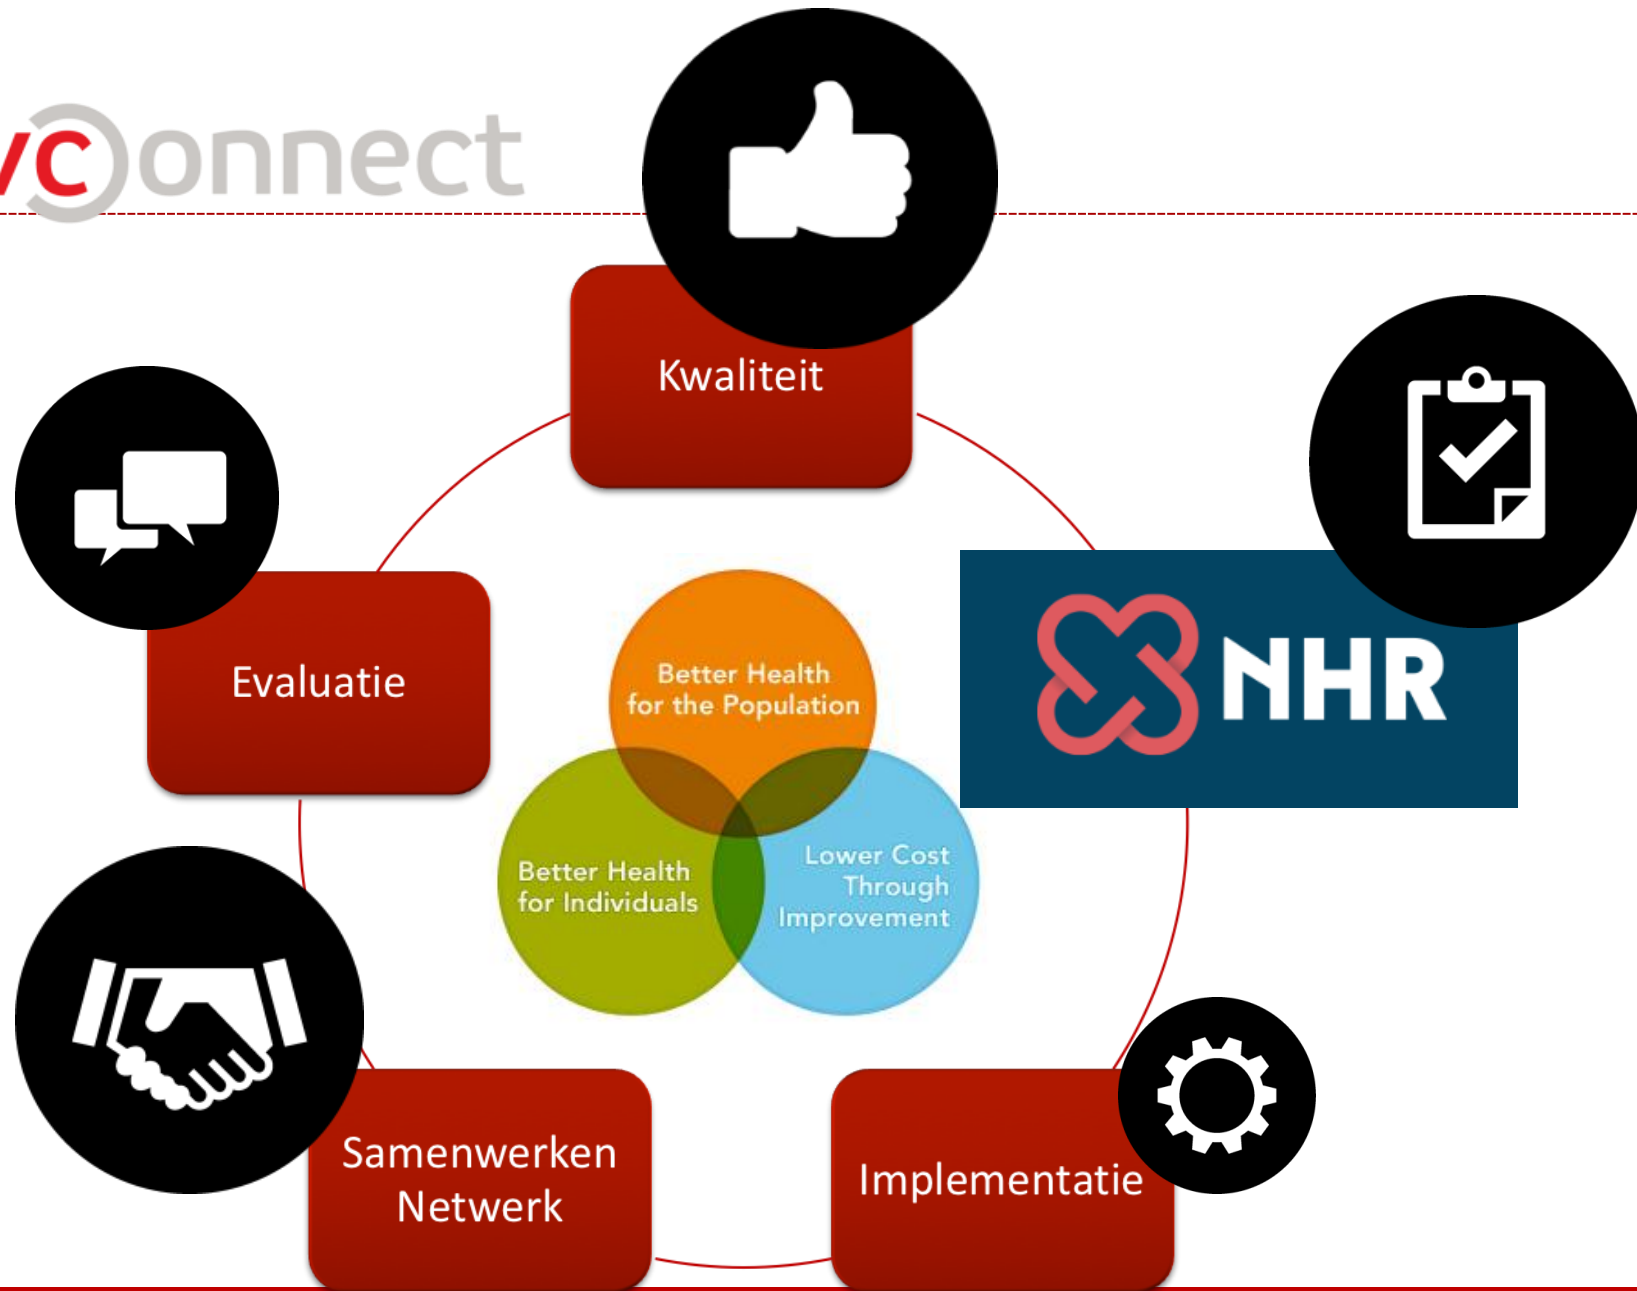 vconnect
Kwaliteit
Evaluatie
NHR
Better Health
for the Population
Better Health
for Individuals
Lower Cost
Through
Improvement
Samenwerken
Netwerk
Implementatie